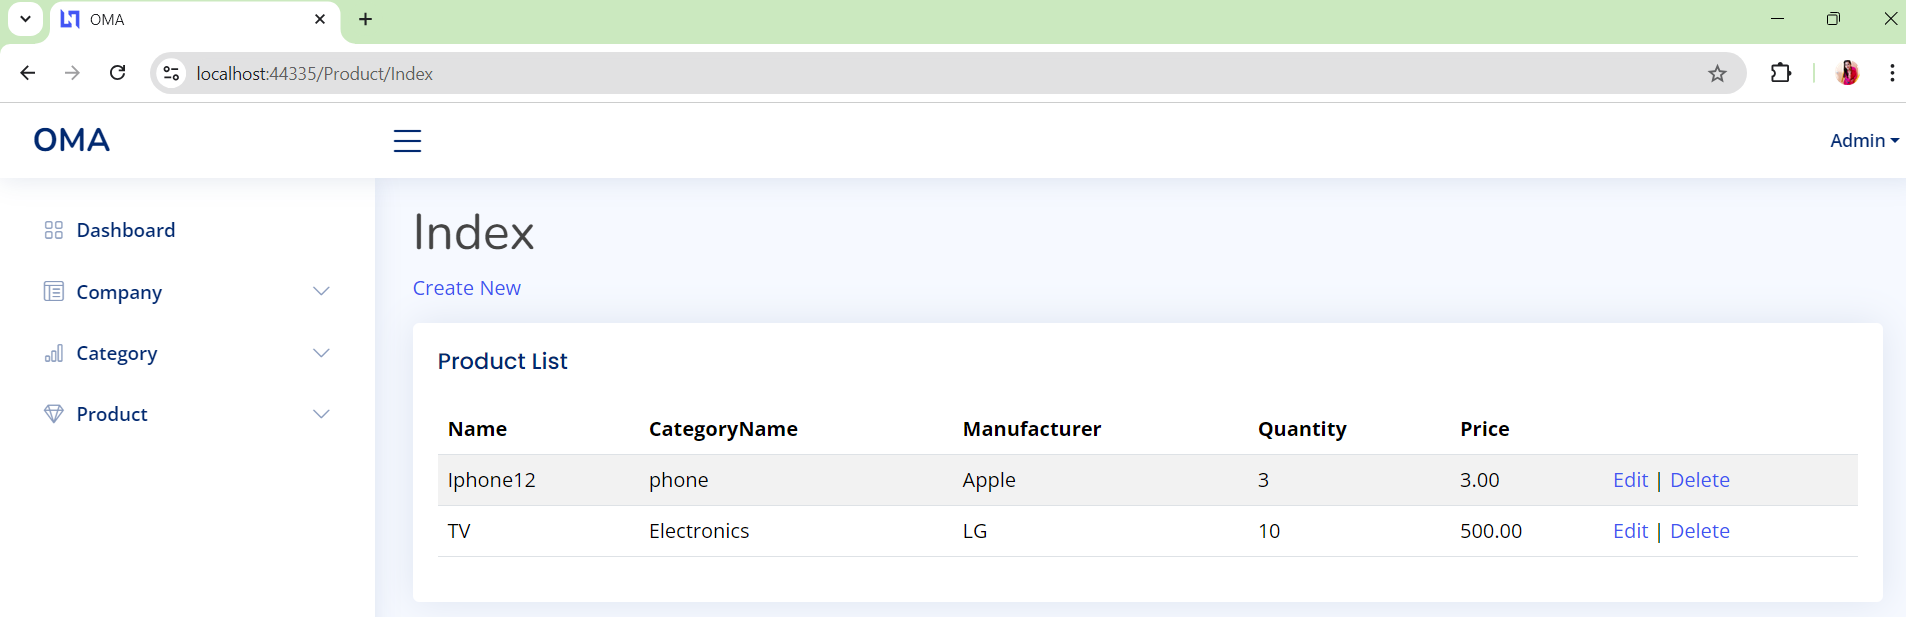 OMA
localhost:44335/Product/Index
OMA
Admin
Dashboard
Company
Category
Product
Index
Create New
Product List
Name CategoryName Manufacturer Quantity Price
Iphone12 phone Apple 3 3.00 Edit | Delete
TV Electronics LG 10 500.00 Edit | Delete